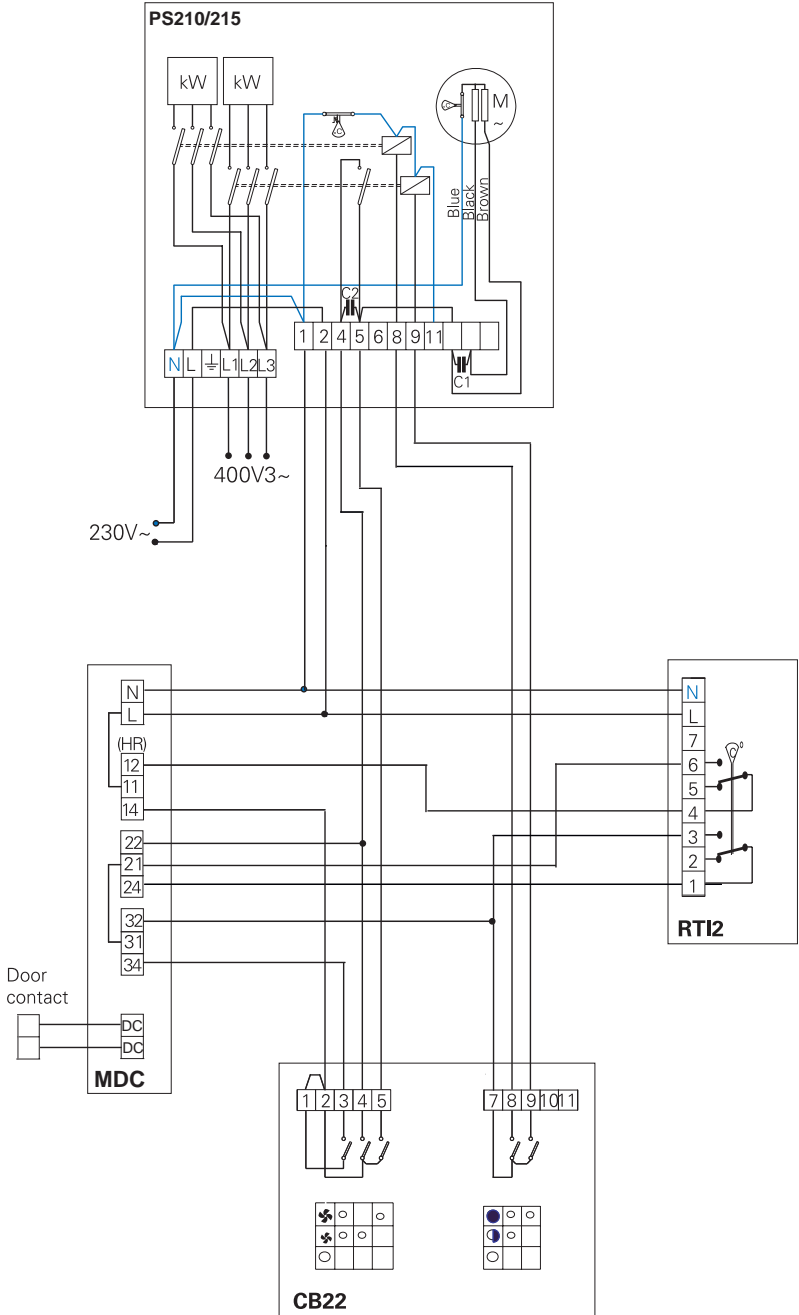 PS210/215
kW kW
M
~
Blue
Black
Brown
C2
1 2 4 5 6 8 9 11
N L L1 L2 L3
C1
400V3~
230V~
N
L
(HR)
12
11
14
22
21
24
32
31
34
DC
DC
MDC
Door
contact
N
L
7
6
5
4
3
2
1
RTI2
1 2 3 4 5
7 8 9 10 11
CB22